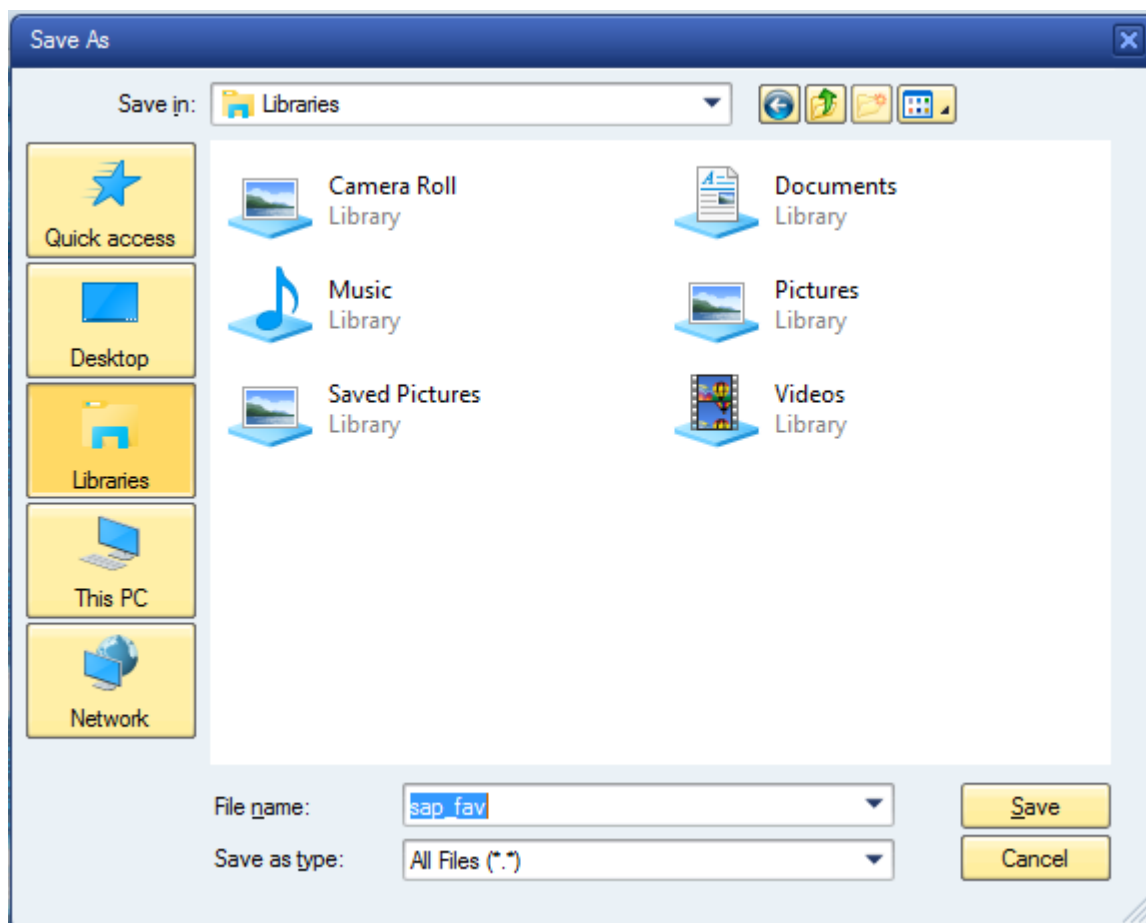 Save As
Save in: Libraries
Quick access
Desktop
Libraries
This PC
Network
Camera Roll
Library
Documents
Library
Music
Library
Pictures
Library
Saved Pictures
Library
Videos
Library
File name: sap_fav
Save
Save as type: All Files (*.*)
Cancel